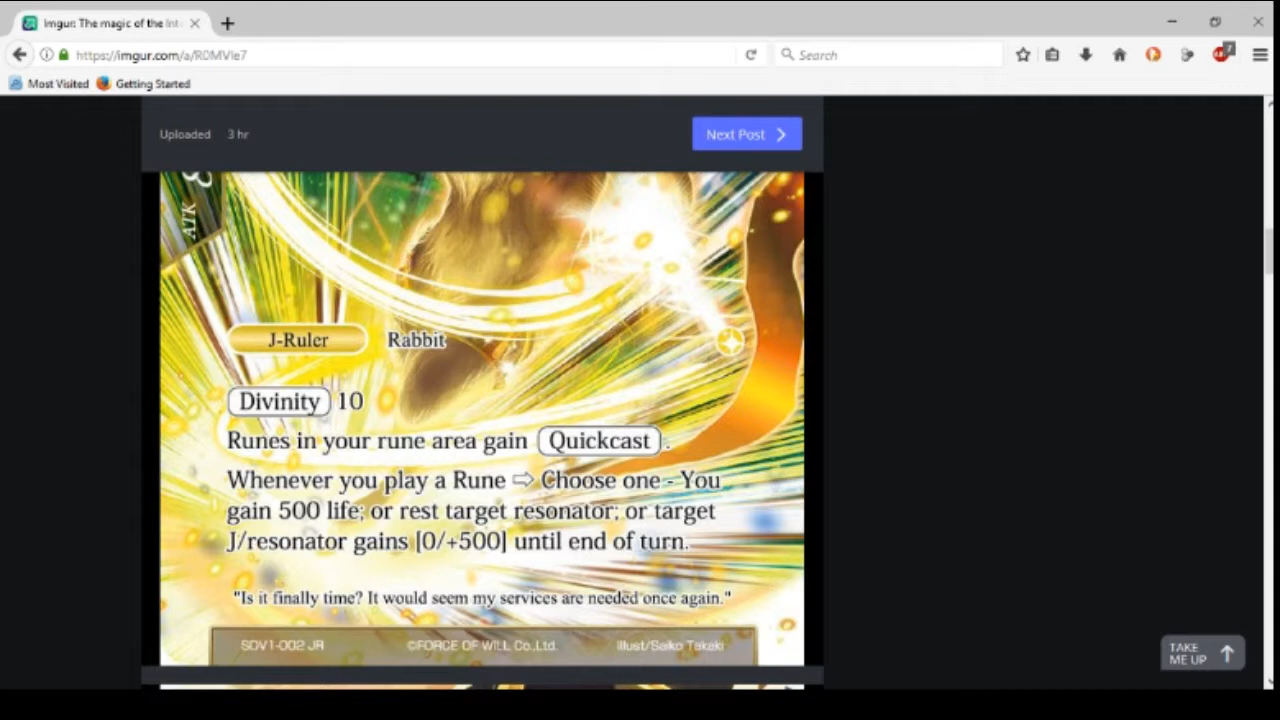 Imgur: The magic of the Int
https://imgur.com/a/R0MVle7
Search
7
Most Visited
Getting Started
Uploaded 3 hr
Next Post
ATK
J-Ruler Rabbit
Divinity 10
Runes in your rune area gain Quickcast .
Whenever you play a Rune ⇨ Choose one - You
gain 500 life; or rest target resonator; or target
J/resonator gains [0/+500] until end of turn.
"Is it finally time? It would seem my services are needed once again."
SDV1-002 JR ©FORCE OF WILL Co.,Ltd. Illust/Saiko Takaki
TAKE
ME UP